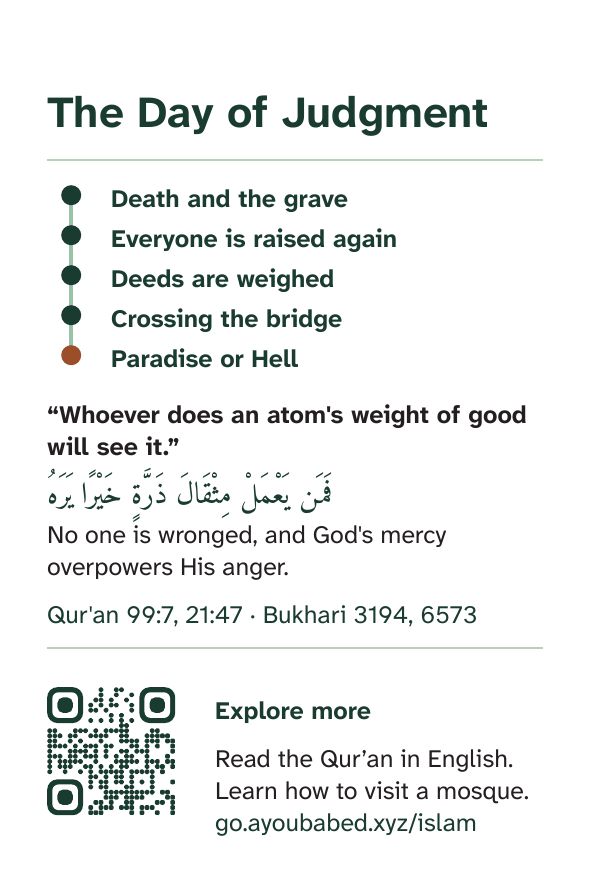 The Day of Judgment
Death and the grave
Everyone is raised again
Deeds are weighed
Crossing the bridge
Paradise or Hell
“Whoever does an atom's weight of good
will see it.”
فَمَن يَعْمَلْ مِثْقَالَ ذَرَّةٍ خَيْرًا يَرَهُ
No one is wronged, and God's mercy
overpowers His anger.
Qur'an 99:7, 21:47 · Bukhari 3194, 6573
Explore more
Read the Qur’an in English.
Learn how to visit a mosque.
go.ayoubabed.xyz/islam